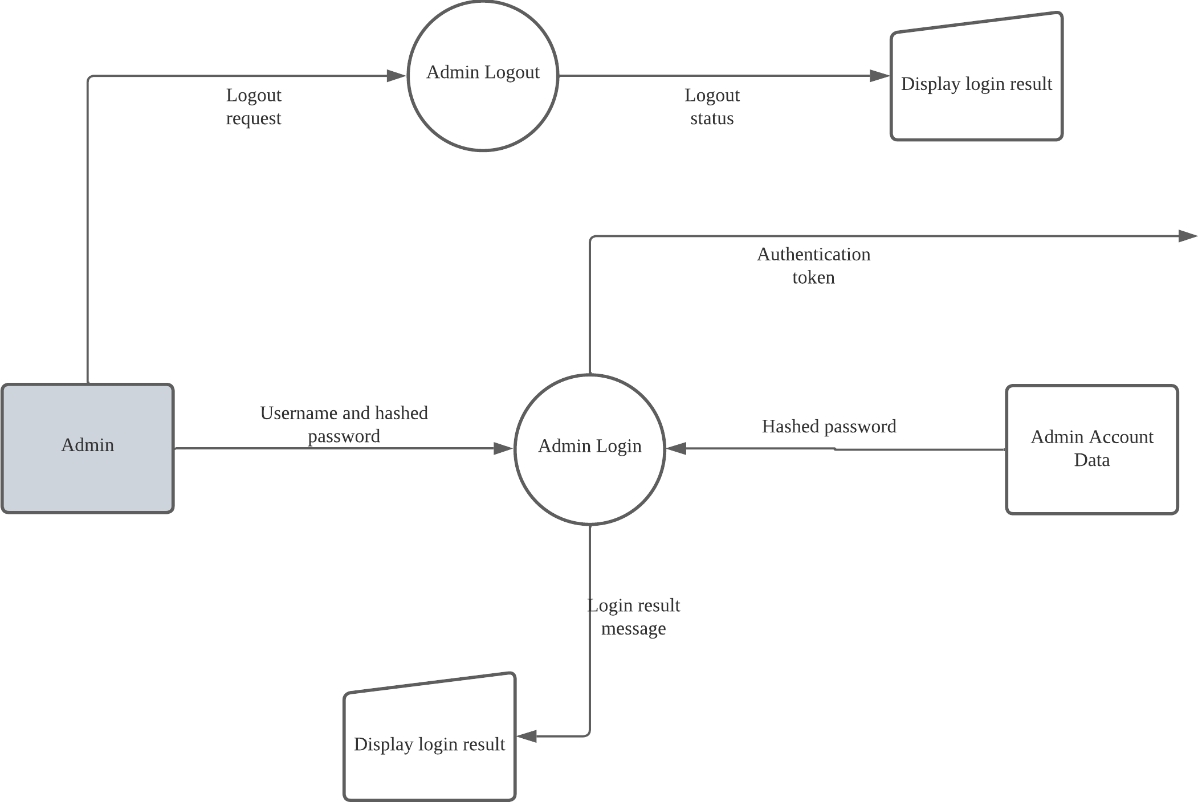 Admin Logout
Display login result
Logout
request
Logout
status
Authentication
token
Admin
Username and hashed
password
Admin Login
Hashed password
Admin Account
Data
Login result
message
Display login result